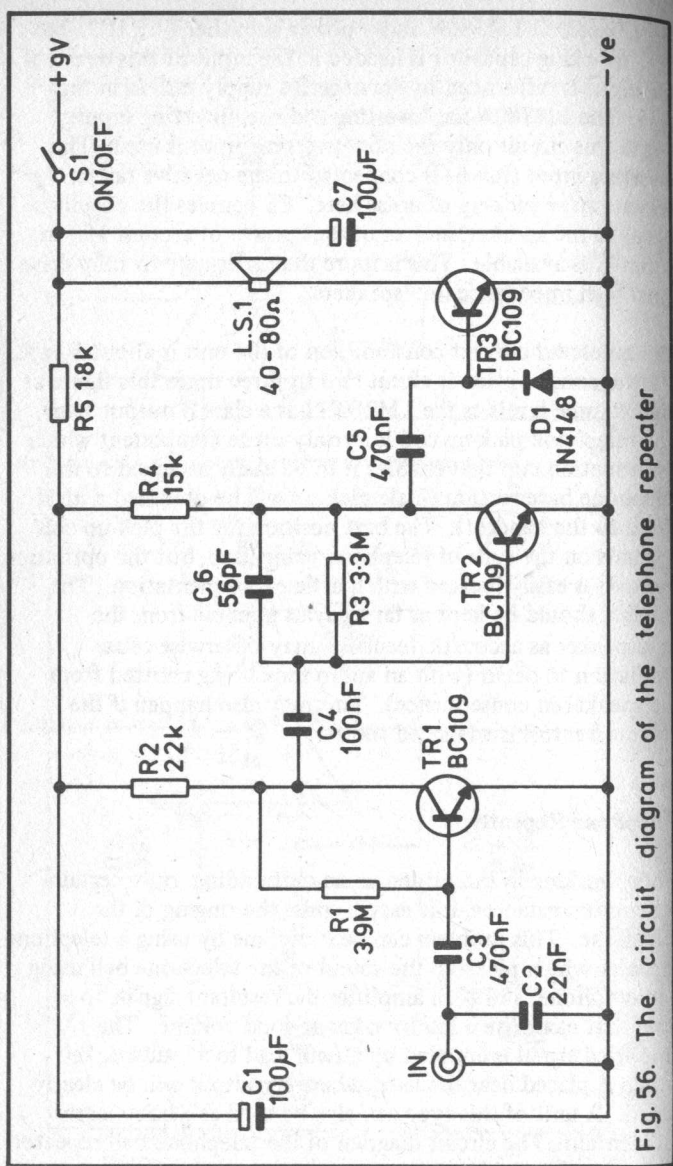 +9V
S1
ON/OFF
R5 1·8k
C7
100µF
L.S.1
40-80Ω
R4
15k
C6
56pF
R3 3·3M
C5
470nF
TR3
BC109
D1
1N4148
TR2
BC109
R2
22k
C4
100nF
TR1
BC109
R1
C3
470nF
C2
22nF
IN
C1
100µF
-ve
Fig. 56. The circuit diagram of the telephone repeater